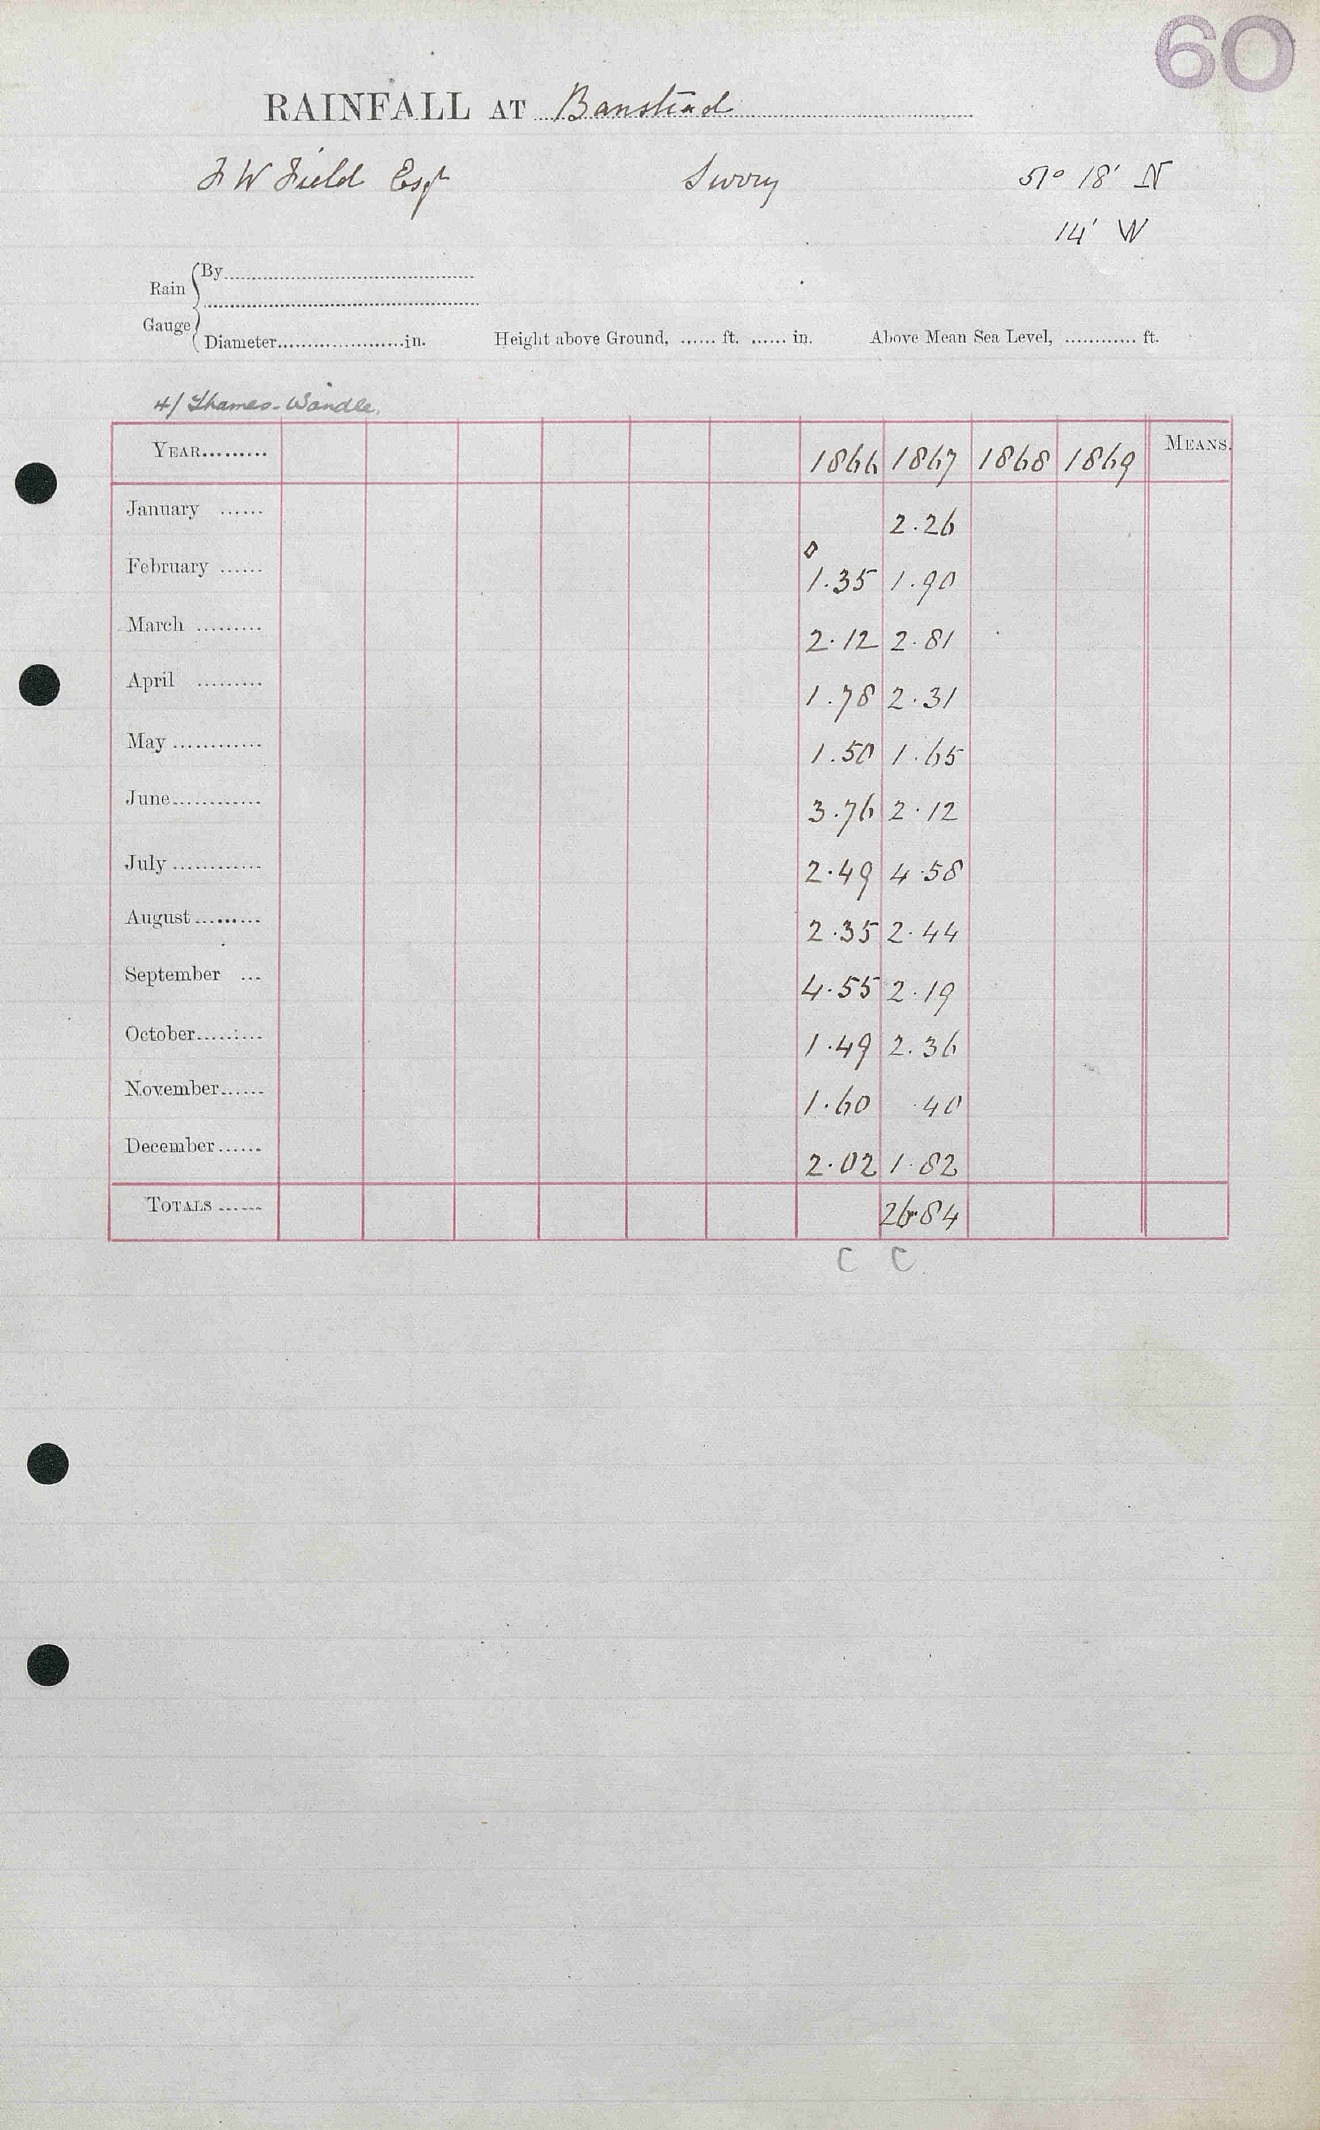 60
RAINFALL AT Banstead
F W Field Esqr Surrey 51° 18' N
14' W
Rain Gauge { By
Diameter in. Height above Ground, ...... ft. ...... in. Above Mean Sea Level, ............ ft.
4/ Thames-Wandle.
YEAR......... 1866 1867 1868 1869 MEANS.
January ...... 2.26
February ...... 1.35 1.90
March ......... 2.12 2.81
April ......... 1.78 2.31
May ............ 1.50 1.65
June............ 3.76 2.12
July ............ 2.49 4.58
August......... 2.35 2.44
September ... 4.55 2.19
October......... 1.49 2.36
November...... 1.60 .40
December...... 2.02 1.82
TOTALS ...... 26.84
C C